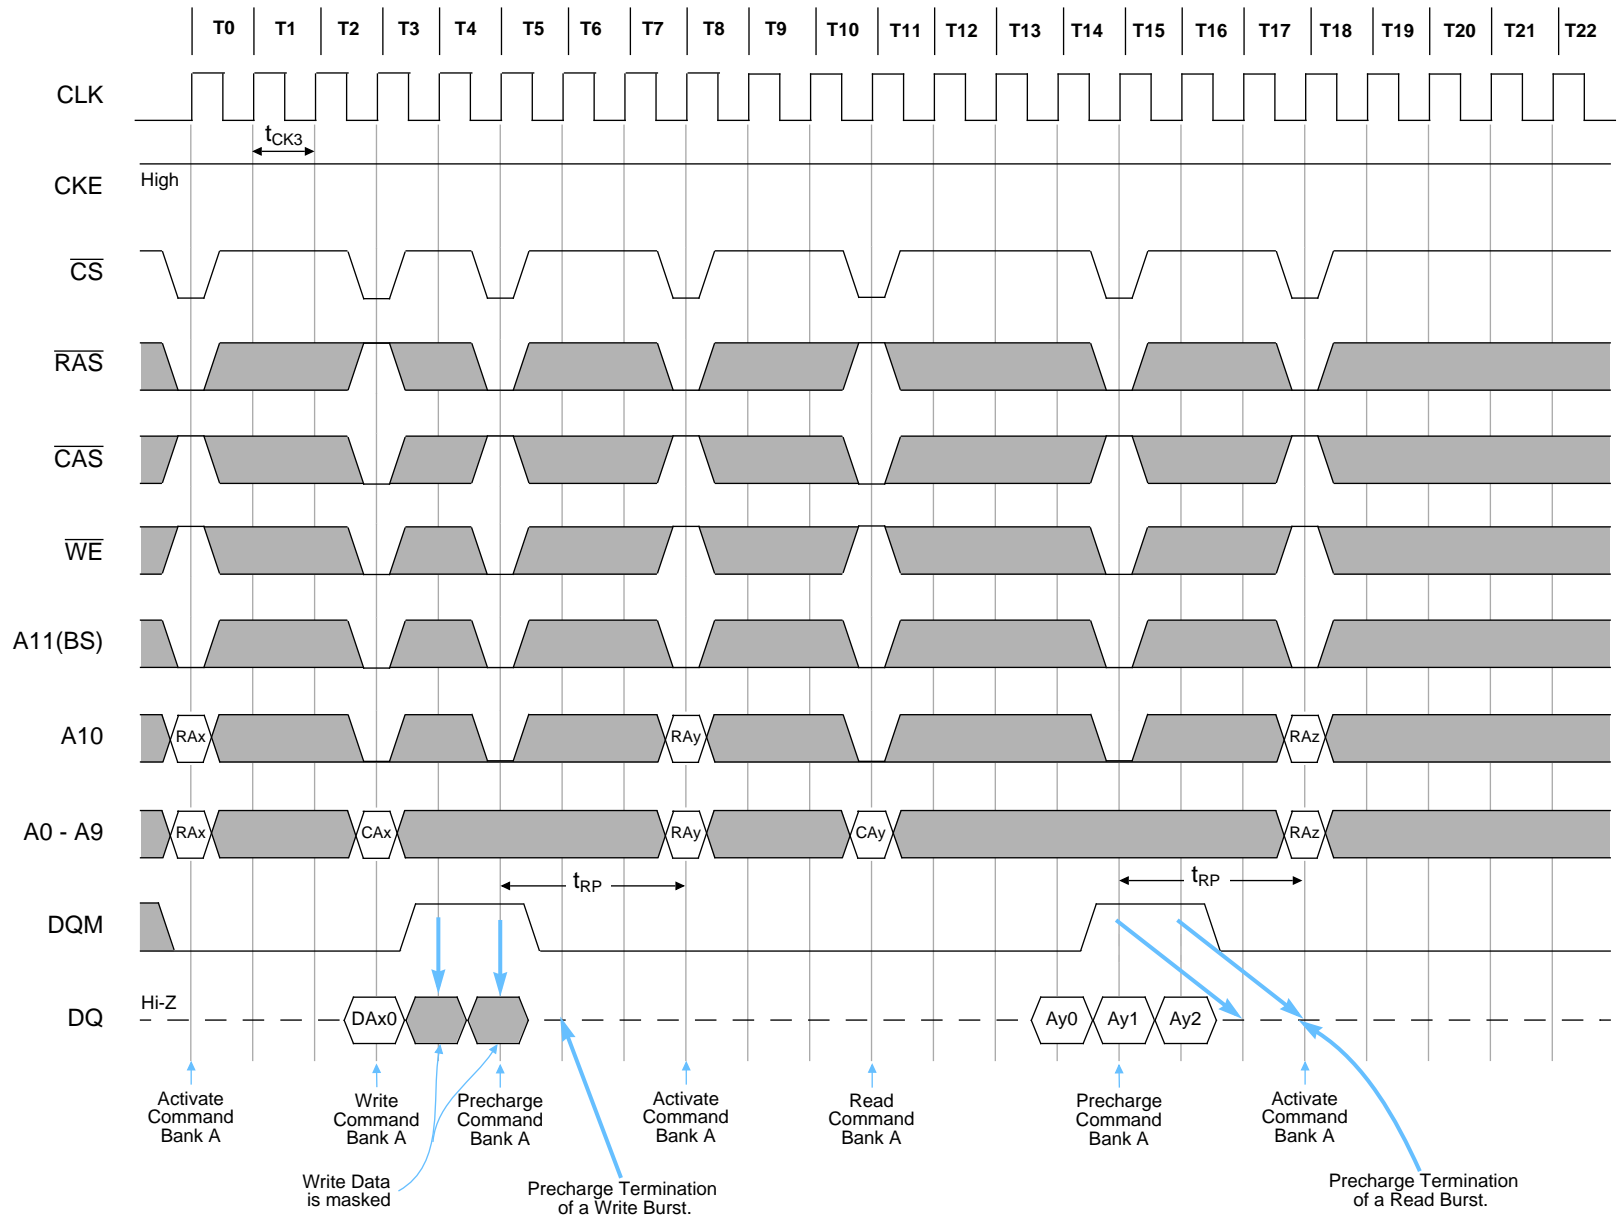 T0 T1 T2 T3 T4 T5 T6 T7 T8 T9 T10 T11 T12 T13 T14 T15 T16 T17 T18 T19 T20 T21 T22
CLK
tCK3
CKE
High
CS
RAS
CAS
WE
A11(BS)
A10
RAx RAy RAz
A0 - A9
RAx CAx RAy CAy RAz
tRP tRP
DQM
DQ
Hi-Z
DAx0 Ay0 Ay1 Ay2
Activate
Command
Bank A
Write
Command
Bank A
Precharge
Command
Bank A
Activate
Command
Bank A
Read
Command
Bank A
Precharge
Command
Bank A
Activate
Command
Bank A
Write Data
is masked
Precharge Termination
of a Write Burst.
Precharge Termination
of a Read Burst.